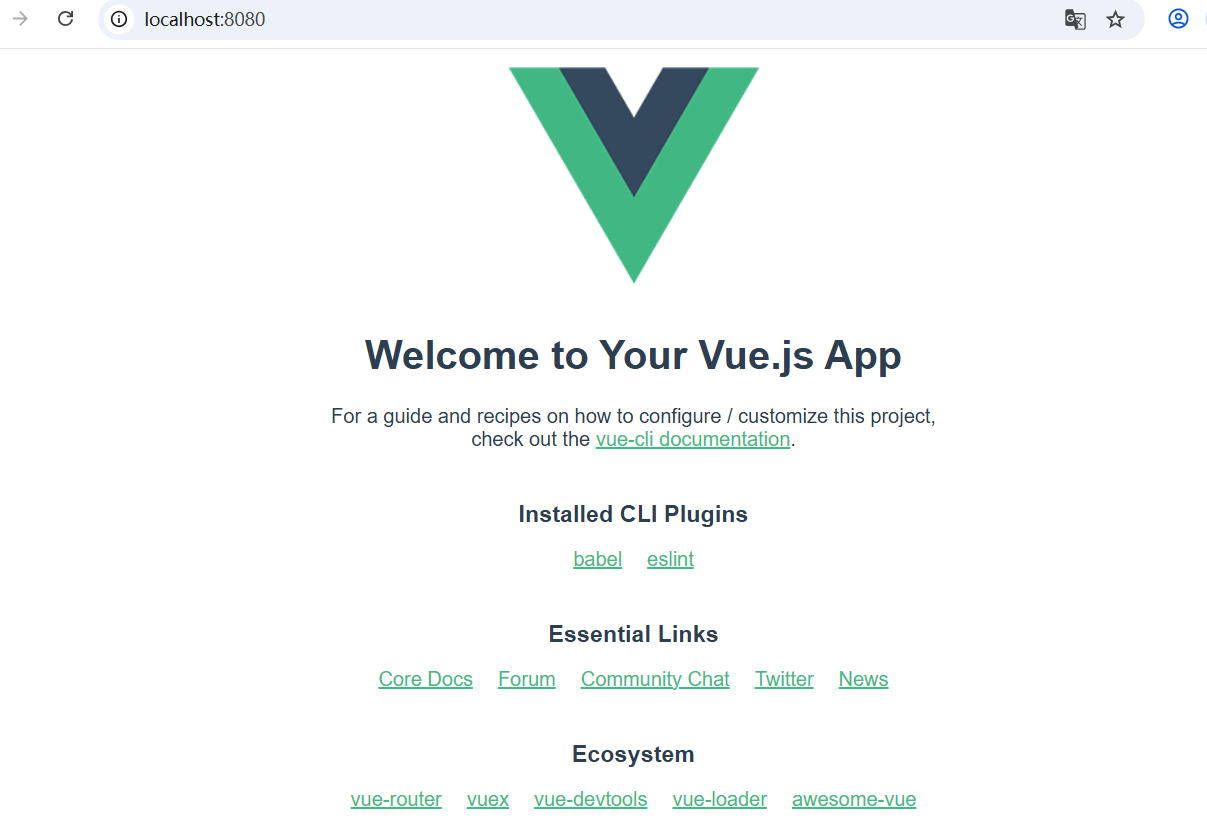 localhost:8080
Welcome to Your Vue.js App
For a guide and recipes on how to configure / customize this project,
check out the vue-cli documentation.
Installed CLI Plugins
babel eslint
Essential Links
Core Docs Forum Community Chat Twitter News
Ecosystem
vue-router vuex vue-devtools vue-loader awesome-vue